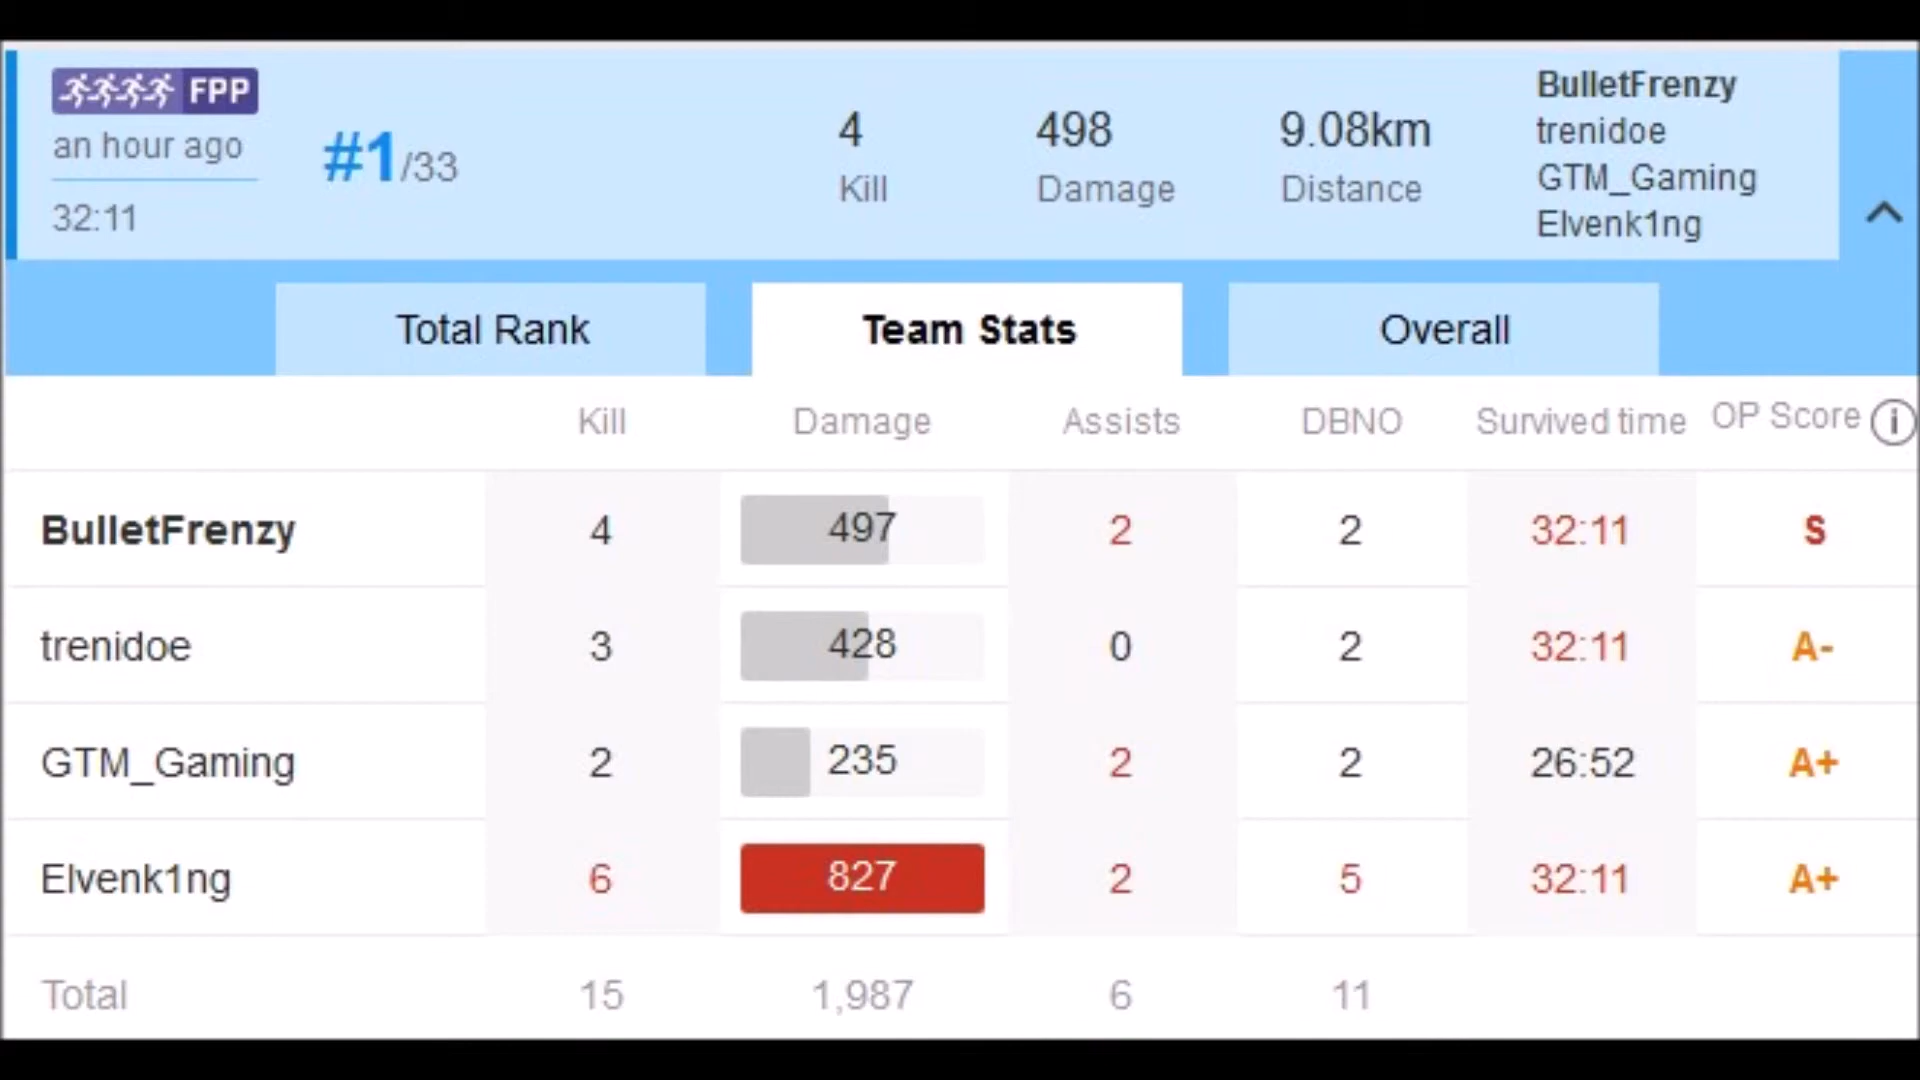 FPP
an hour ago
32:11
#1/33
4
Kill
498
Damage
9.08km
Distance
BulletFrenzy
trenidoe
GTM_Gaming
Elvenk1ng
Total Rank Team Stats Overall
Kill Damage Assists DBNO Survived time OP Score i
BulletFrenzy 4 497 2 2 32:11 S
trenidoe 3 428 0 2 32:11 A-
GTM_Gaming 2 235 2 2 26:52 A+
Elvenk1ng 6 827 2 5 32:11 A+
Total 15 1,987 6 11